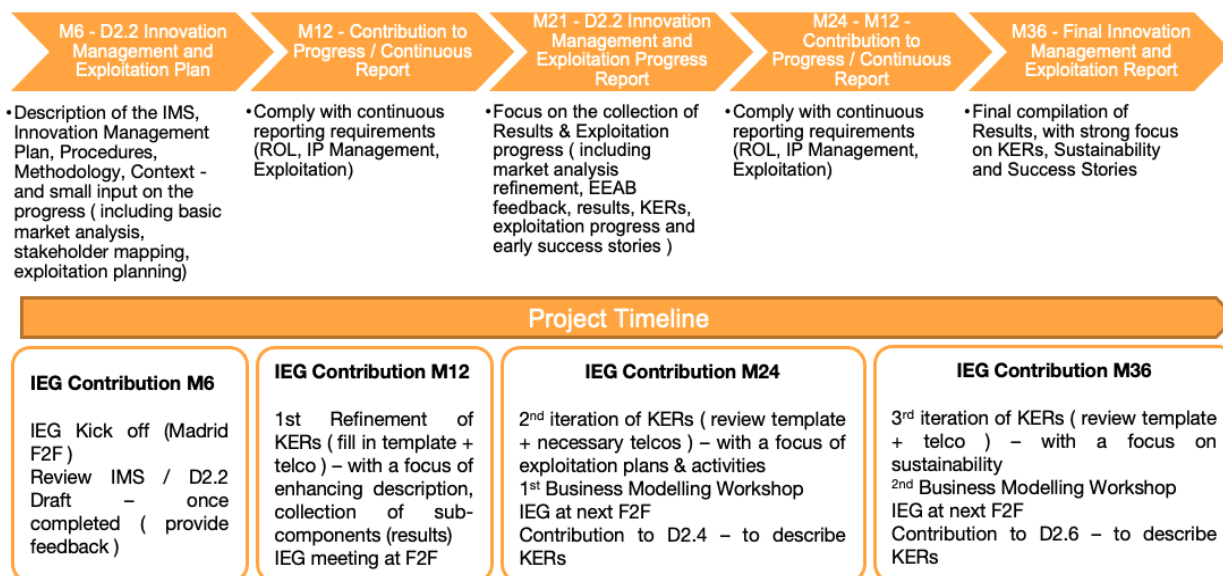 M6 - D2.2 Innovation
Management and
Exploitation Plan
M12 - Contribution to
Progress / Continuous
Report
M21 - D2.2 Innovation
Management and
Exploitation Progress
Report
M24 - M12 -
Contribution to
Progress / Continuous
Report
M36 - Final Innovation
Management and
Exploitation Report
•Description of the IMS,
Innovation Management
Plan, Procedures,
Methodology, Context -
and small input on the
progress ( including basic
market analysis,
stakeholder mapping,
exploitation planning)
•Comply with continuous
reporting requirements
(ROL, IP Management,
Exploitation)
•Focus on the collection of
Results & Exploitation
progress ( including
market analysis
refinement, EEAB
feedback, results, KERs,
exploitation progress and
early success stories )
•Comply with continuous
reporting requirements
(ROL, IP Management,
Exploitation)
•Final compilation of
Results, with strong focus
on KERs, Sustainability
and Success Stories
Project Timeline
IEG Contribution M6
IEG Kick off (Madrid
F2F )
Review IMS / D2.2
Draft – once
completed ( provide
feedback )
IEG Contribution M12
1st Refinement of
KERs ( fill in template +
telco ) – with a focus of
enhancing description,
collection of sub-
components (results)
IEG meeting at F2F
IEG Contribution M24
2nd iteration of KERs ( review template
+ necessary telcos ) – with a focus of
exploitation plans & activities
1st Business Modelling Workshop
IEG at next F2F
Contribution to D2.4 – to describe
KERs
IEG Contribution M36
3rd iteration of KERs ( review template
+ telco ) – with a focus on
sustainability
2nd Business Modelling Workshop
IEG at next F2F
Contribution to D2.6 – to describe
KERs